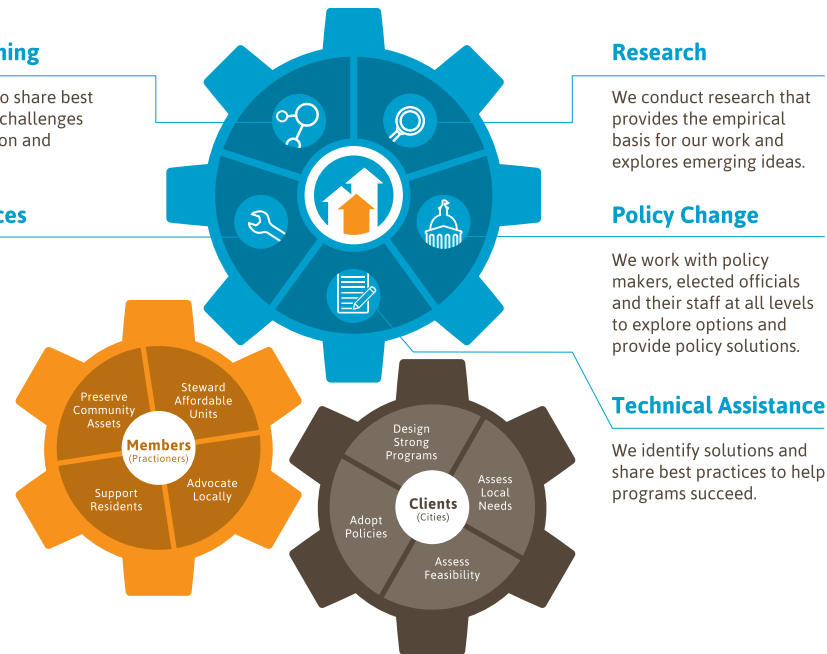 ning
o share best
challenges
on and
ces
Research
We conduct research that
provides the empirical
basis for our work and
explores emerging ideas.
Policy Change
We work with policy
makers, elected officials
and their staff at all levels
to explore options and
provide policy solutions.
Technical Assistance
We identify solutions and
share best practices to help
programs succeed.
Preserve
Community
Assets
Steward
Affordable
Units
Members
(Practioners)
Support
Residents
Advocate
Locally
Design
Strong
Programs
Assess
Local
Needs
Clients
(Cities)
Adopt
Policies
Assess
Feasibility